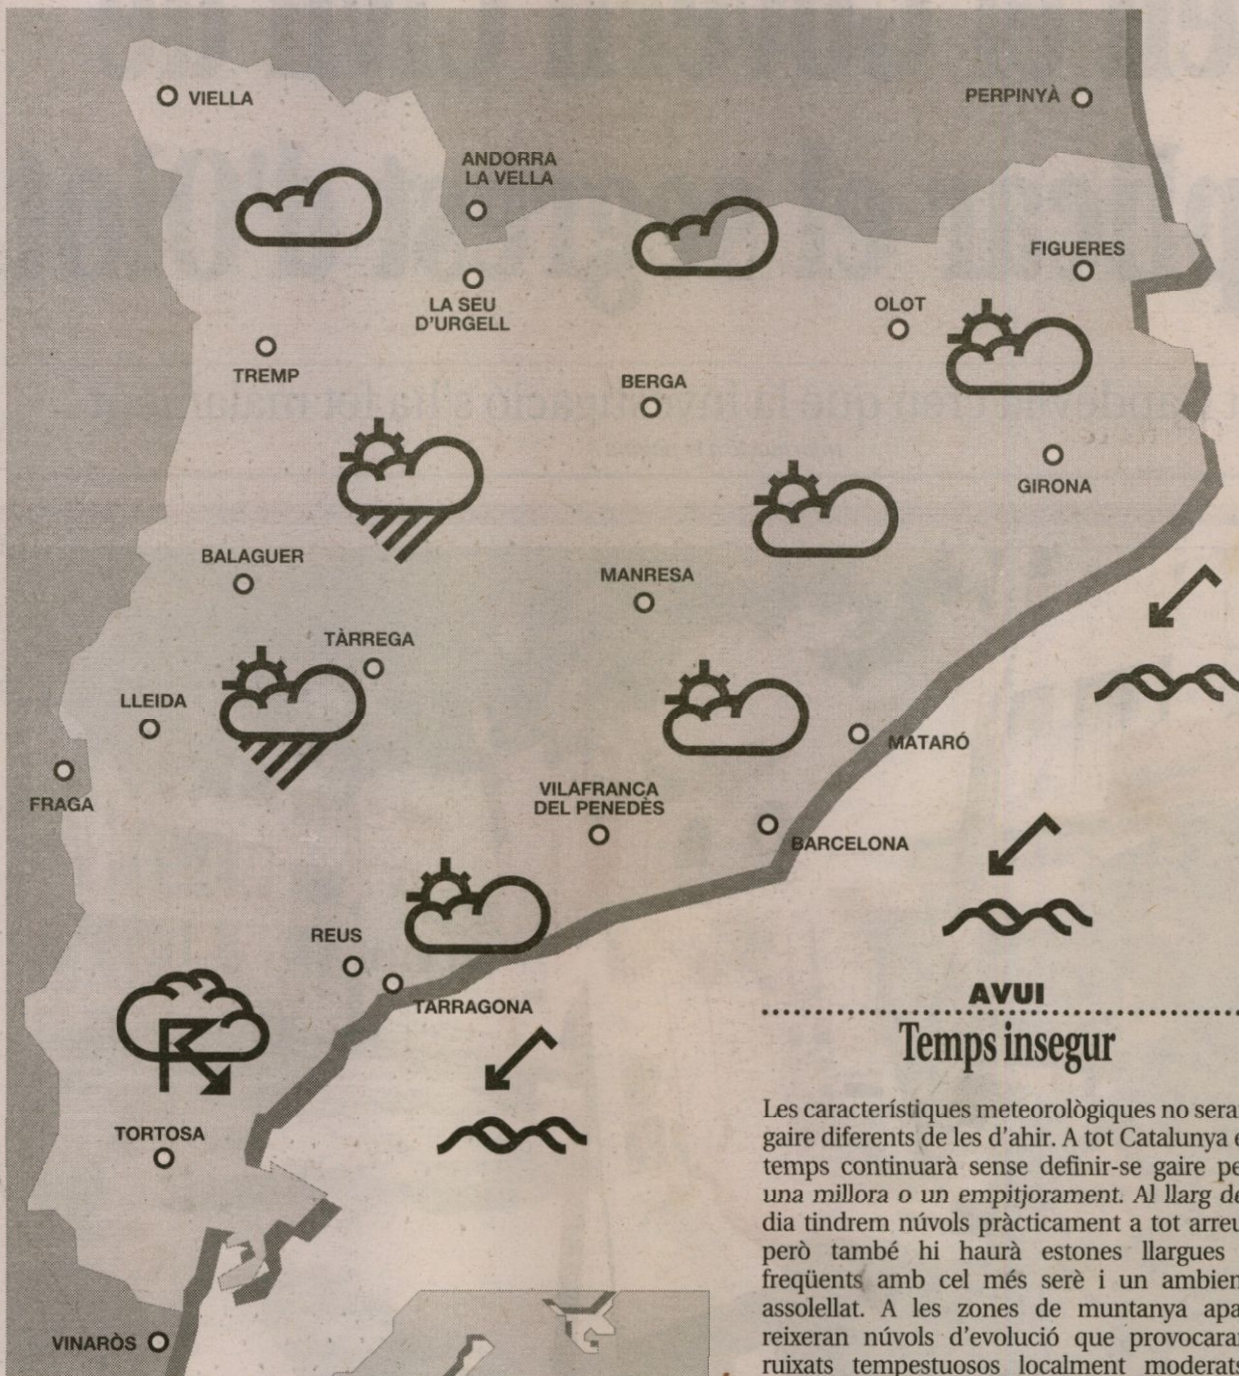 VIELLA
PERPINYÀ
ANDORRA
LA VELLA
FIGUERES
LA SEU
D'URGELL
OLOT
TREMP
BERGA
GIRONA
BALAGUER
MANRESA
TÀRREGA
LLEIDA
MATARÓ
FRAGA
VILAFRANCA
DEL PENEDÈS
BARCELONA
REUS
TARRAGONA
TORTOSA
VINARÒS
AVUI
Temps insegur
Les característiques meteorològiques no seran
gaire diferents de les d'ahir. A tot Catalunya e
temps continuarà sense definir-se gaire pe
una millora o un empitjorament. Al llarg de
dia tindrem núvols pràcticament a tot arreu
però també hi haurà estones llargues
freqüents amb cel més serè i un ambien
assolellat. A les zones de muntanya apa
reixeran núvols d'evolució que provocaran
ruixats tempestuosos localment moderats